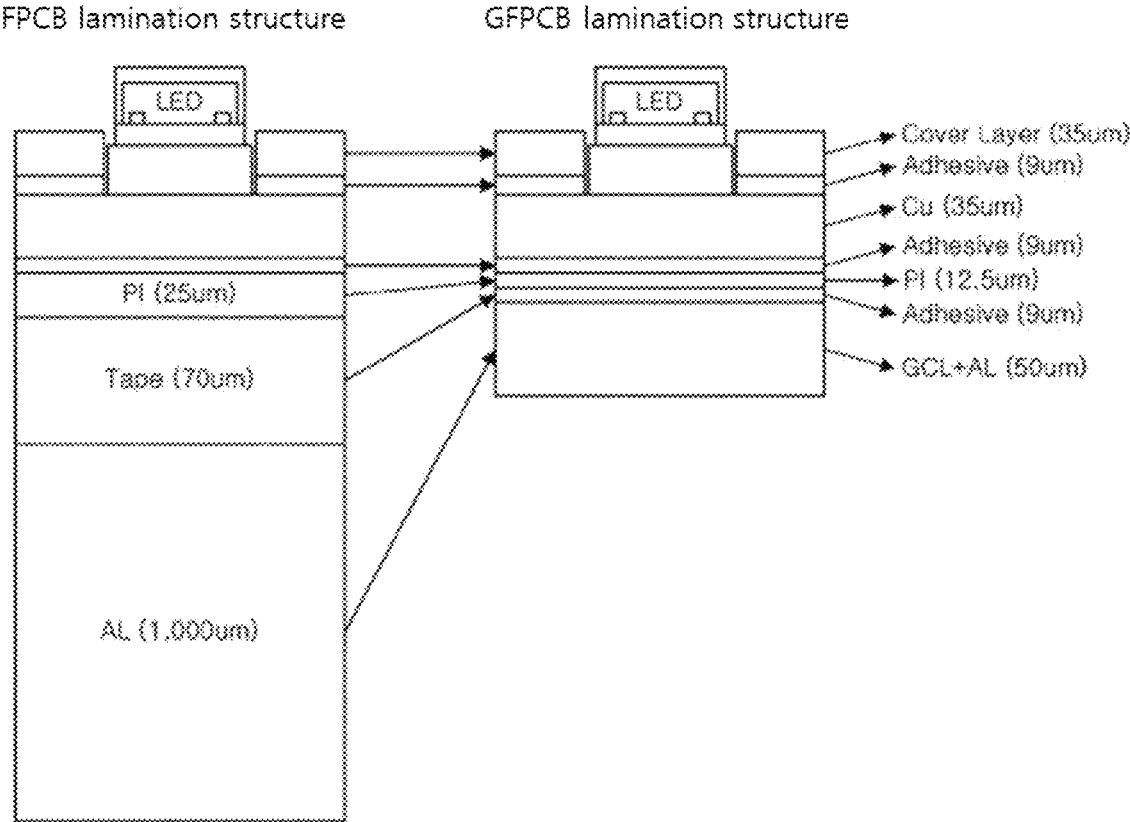 FPCB lamination structure
GFPCB lamination structure
LED
LED
Cover Layer (35um)
Adhesive (9um)
Cu (35um)
Adhesive (9um)
PI (12.5um)
Adhesive (9um)
GCL+AL (50um)
PI (25um)
Tape (70um)
AL (1,000um)